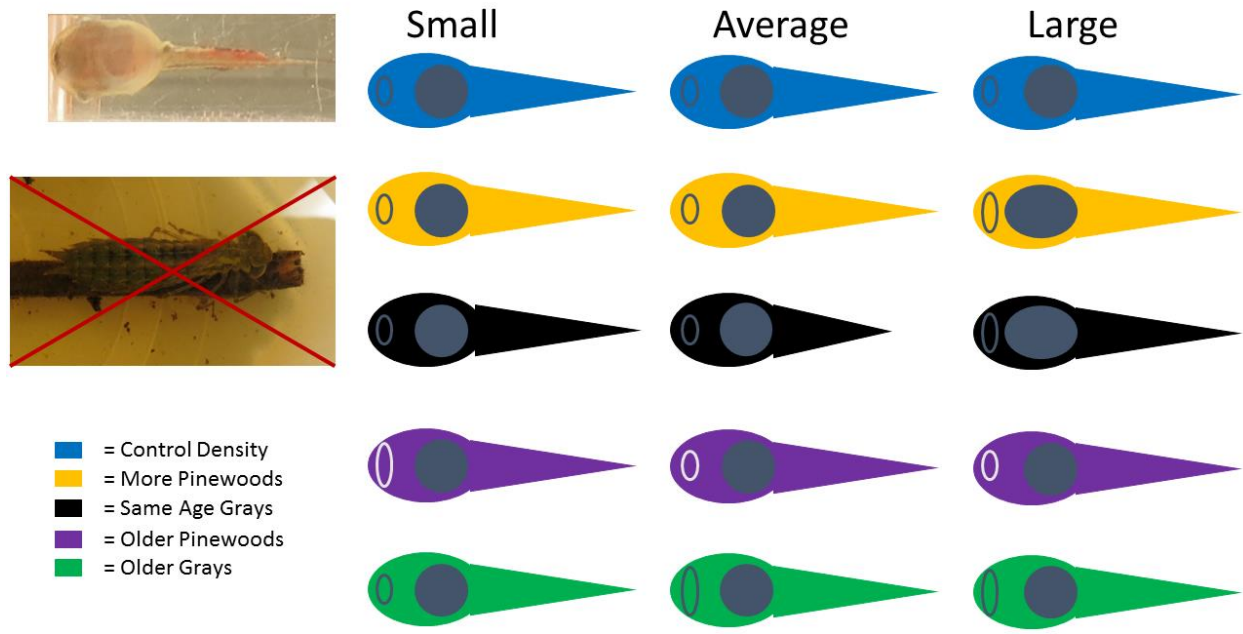 Small Average Large
= Control Density
= More Pinewoods
= Same Age Grays
= Older Pinewoods
= Older Grays